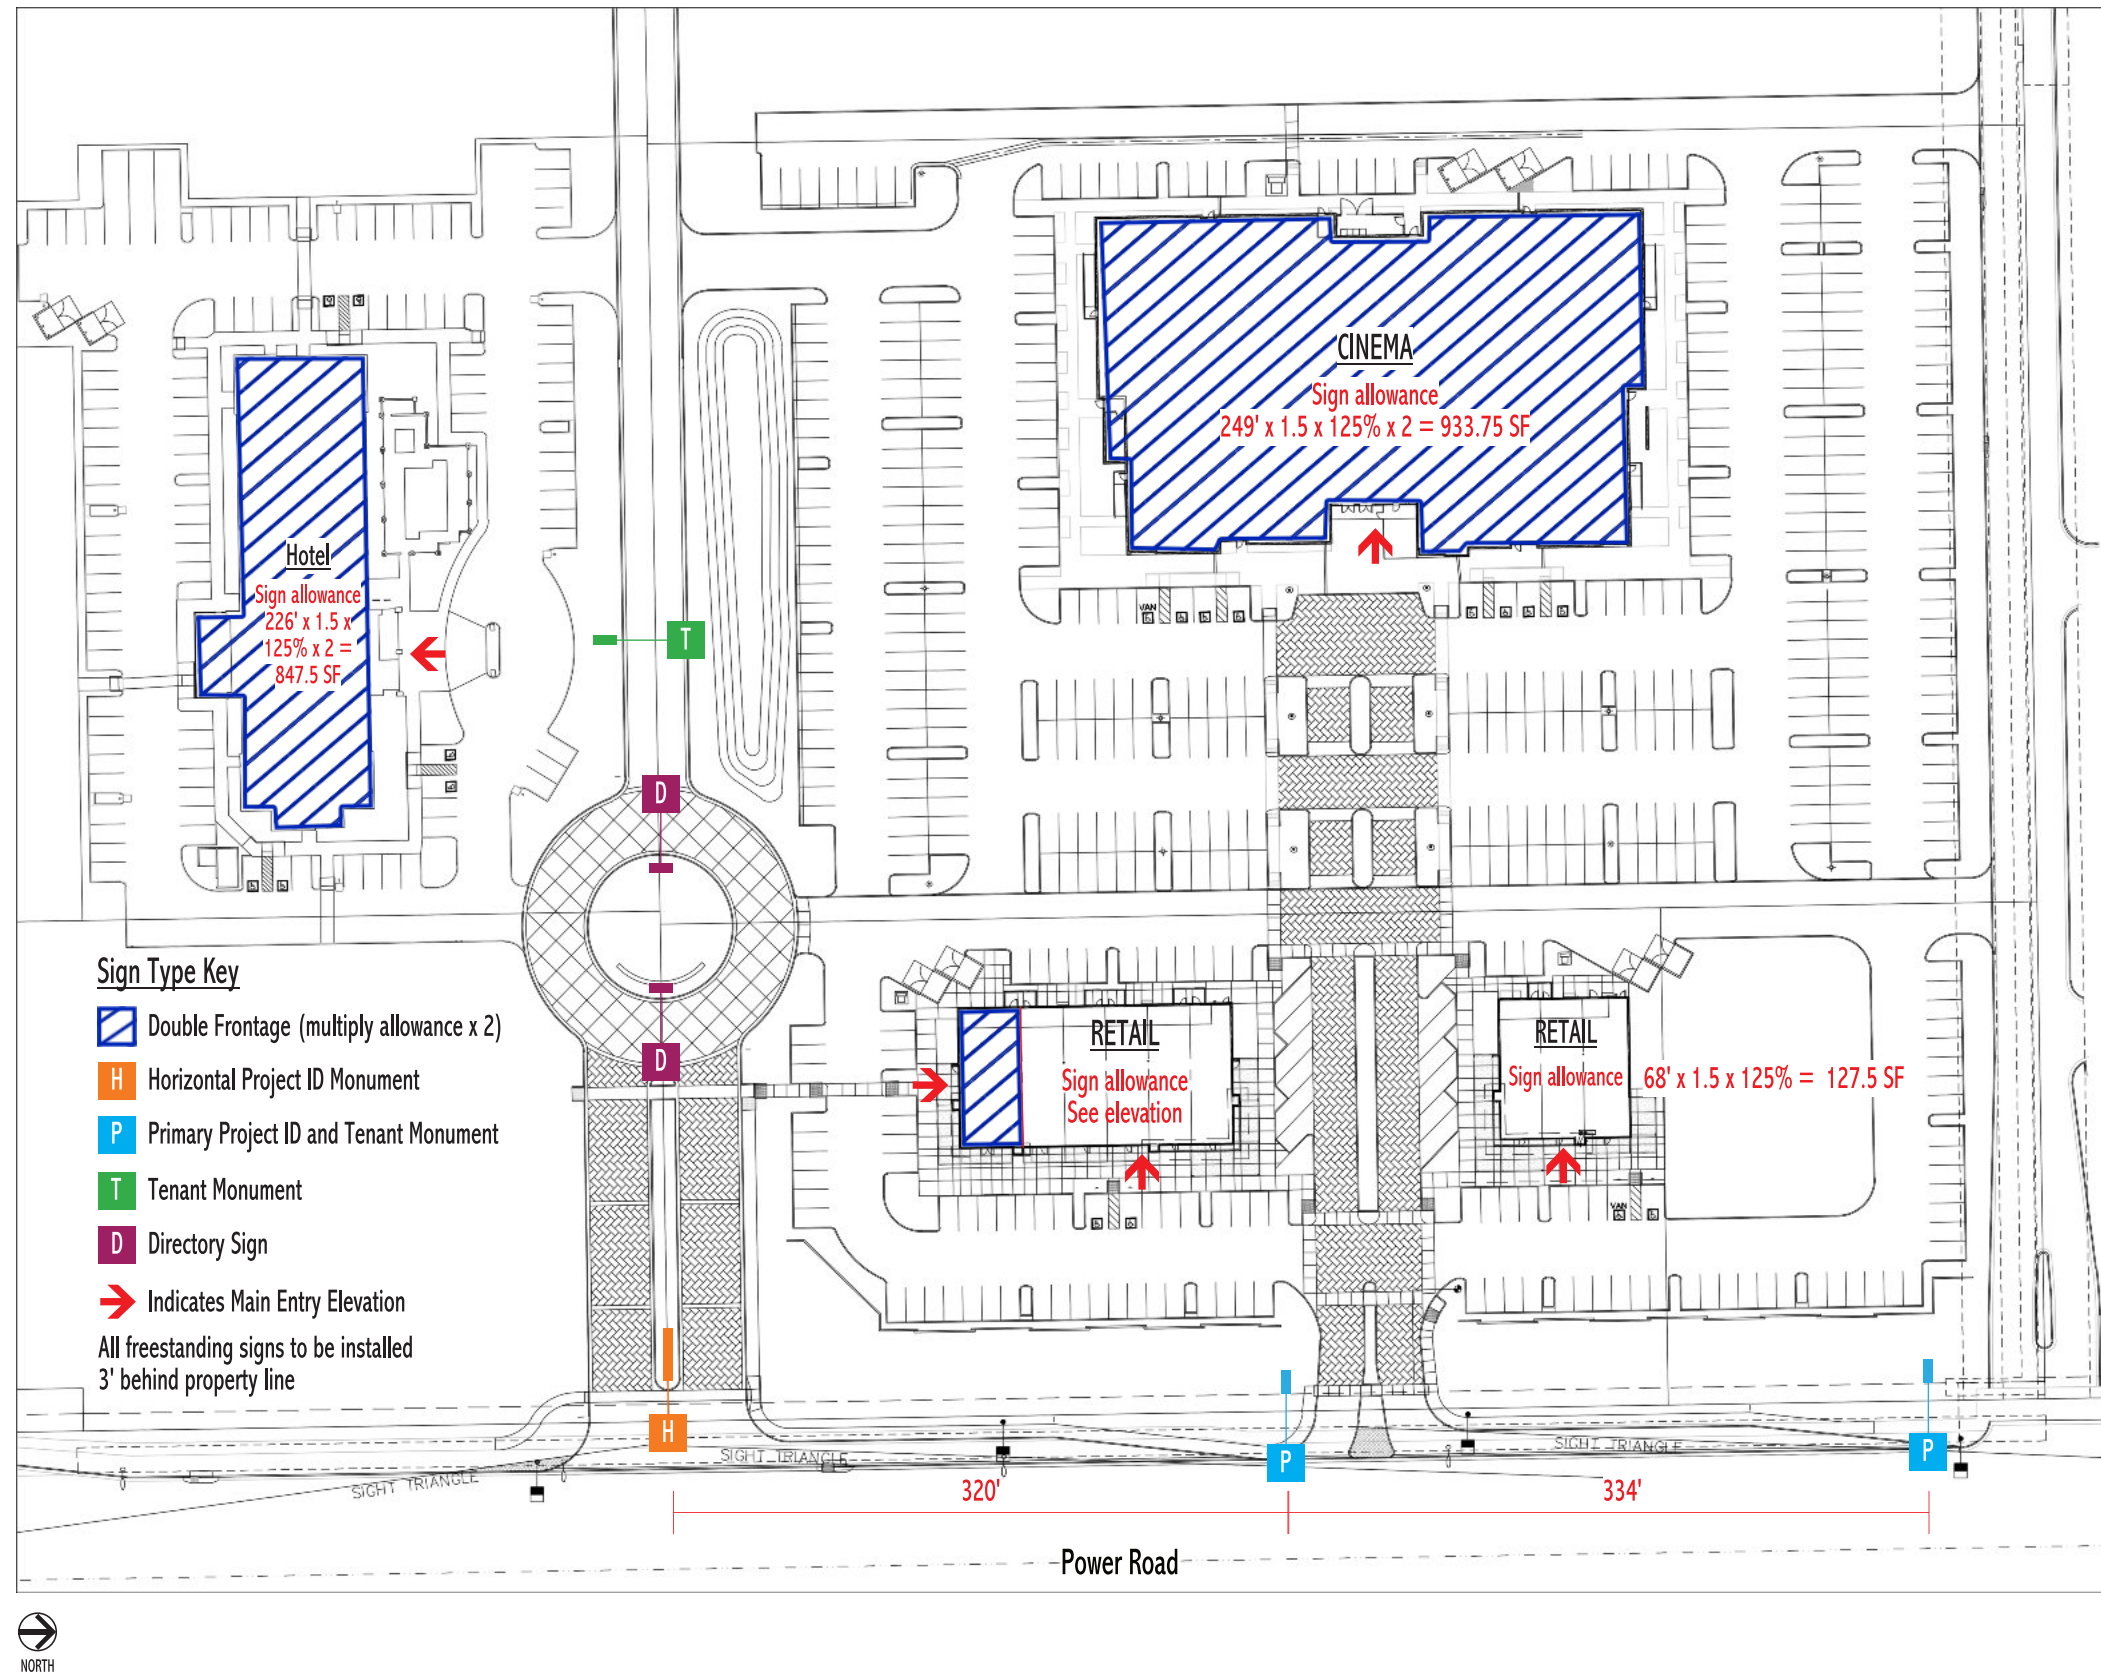 CINEMA
Sign allowance
249' x 1.5 x 125% x 2 = 933.75 SF
Hotel
Sign allowance
226' x 1.5 x
125% x 2 =
847.5 SF
VAN
T
D
D
Sign Type Key
Double Frontage (multiply allowance x 2)
H Horizontal Project ID Monument
P Primary Project ID and Tenant Monument
T Tenant Monument
D Directory Sign
Indicates Main Entry Elevation
All freestanding signs to be installed
3' behind property line
RETAIL
Sign allowance
See elevation
RETAIL
Sign allowance 68' x 1.5 x 125% = 127.5 SF
VAN
H
P
P
SIGHT TRIANGLE
SIGHT TRIANGLE
SIGHT TRIANGLE
320'
334'
Power Road
NORTH